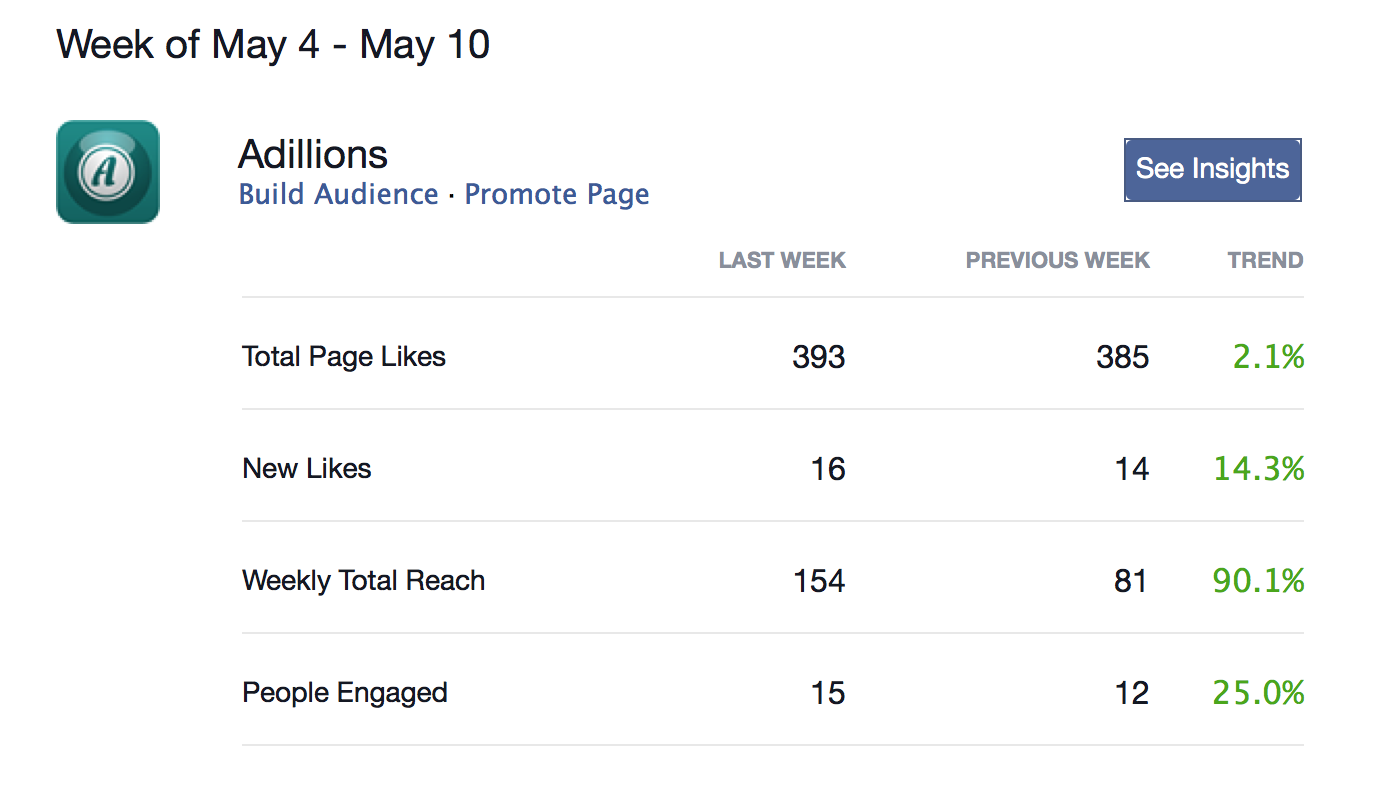 Week of May 4 - May 10
A
Adillions
See Insights
Build Audience · Promote Page
LAST WEEK PREVIOUS WEEK TREND
Total Page Likes 393 385 2.1%
New Likes 16 14 14.3%
Weekly Total Reach 154 81 90.1%
People Engaged 15 12 25.0%